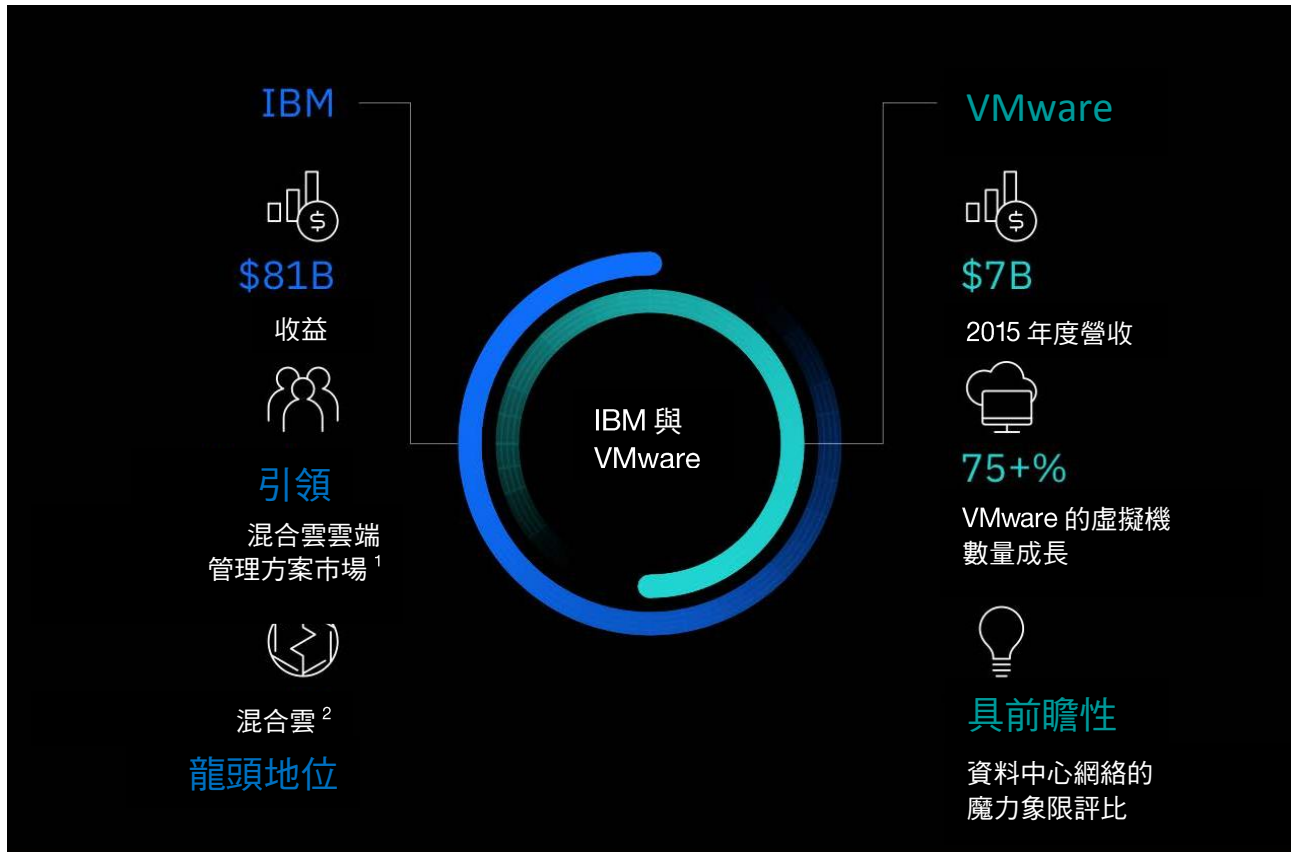 IBM
$81B
收益
引領
混合雲雲端
管理方案市場 1
混合雲 2
龍頭地位
IBM 與
VMware
VMware
$7B
2015 年度營收
75+%
VMware 的虛擬機
數量成長
具前瞻性
資料中心網絡的
魔力象限評比